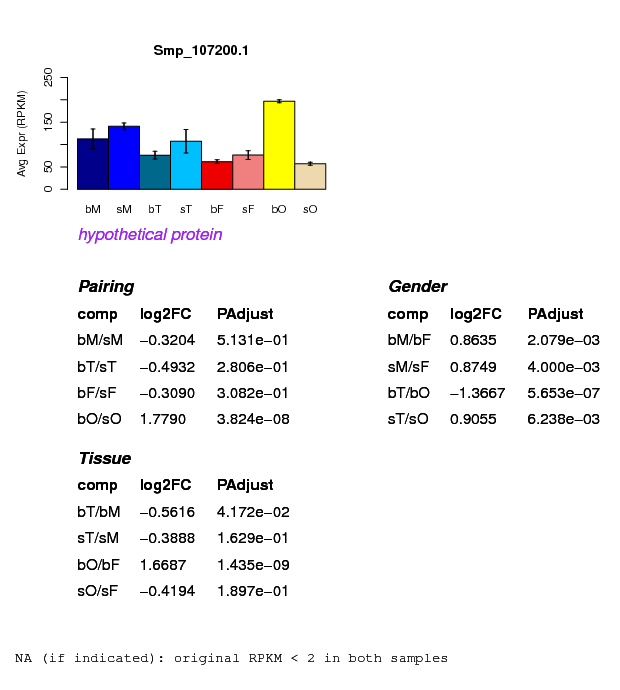 Smp_107200.1
Avg Expr (RPKM)
250
150
50
0
bM sM bT sT bF sF bO sO
hypothetical protein
Pairing
comp log2FC PAdjust
bM/sM −0.3204 5.131e−01
bT/sT −0.4932 2.806e−01
bF/sF −0.3090 3.082e−01
bO/sO 1.7790 3.824e−08
Gender
comp log2FC PAdjust
bM/bF 0.8635 2.079e−03
sM/sF 0.8749 4.000e−03
bT/bO −1.3667 5.653e−07
sT/sO 0.9055 6.238e−03
Tissue
comp log2FC PAdjust
bT/bM −0.5616 4.172e−02
sT/sM −0.3888 1.629e−01
bO/bF 1.6687 1.435e−09
sO/sF −0.4194 1.897e−01
NA (if indicated): original RPKM < 2 in both samples